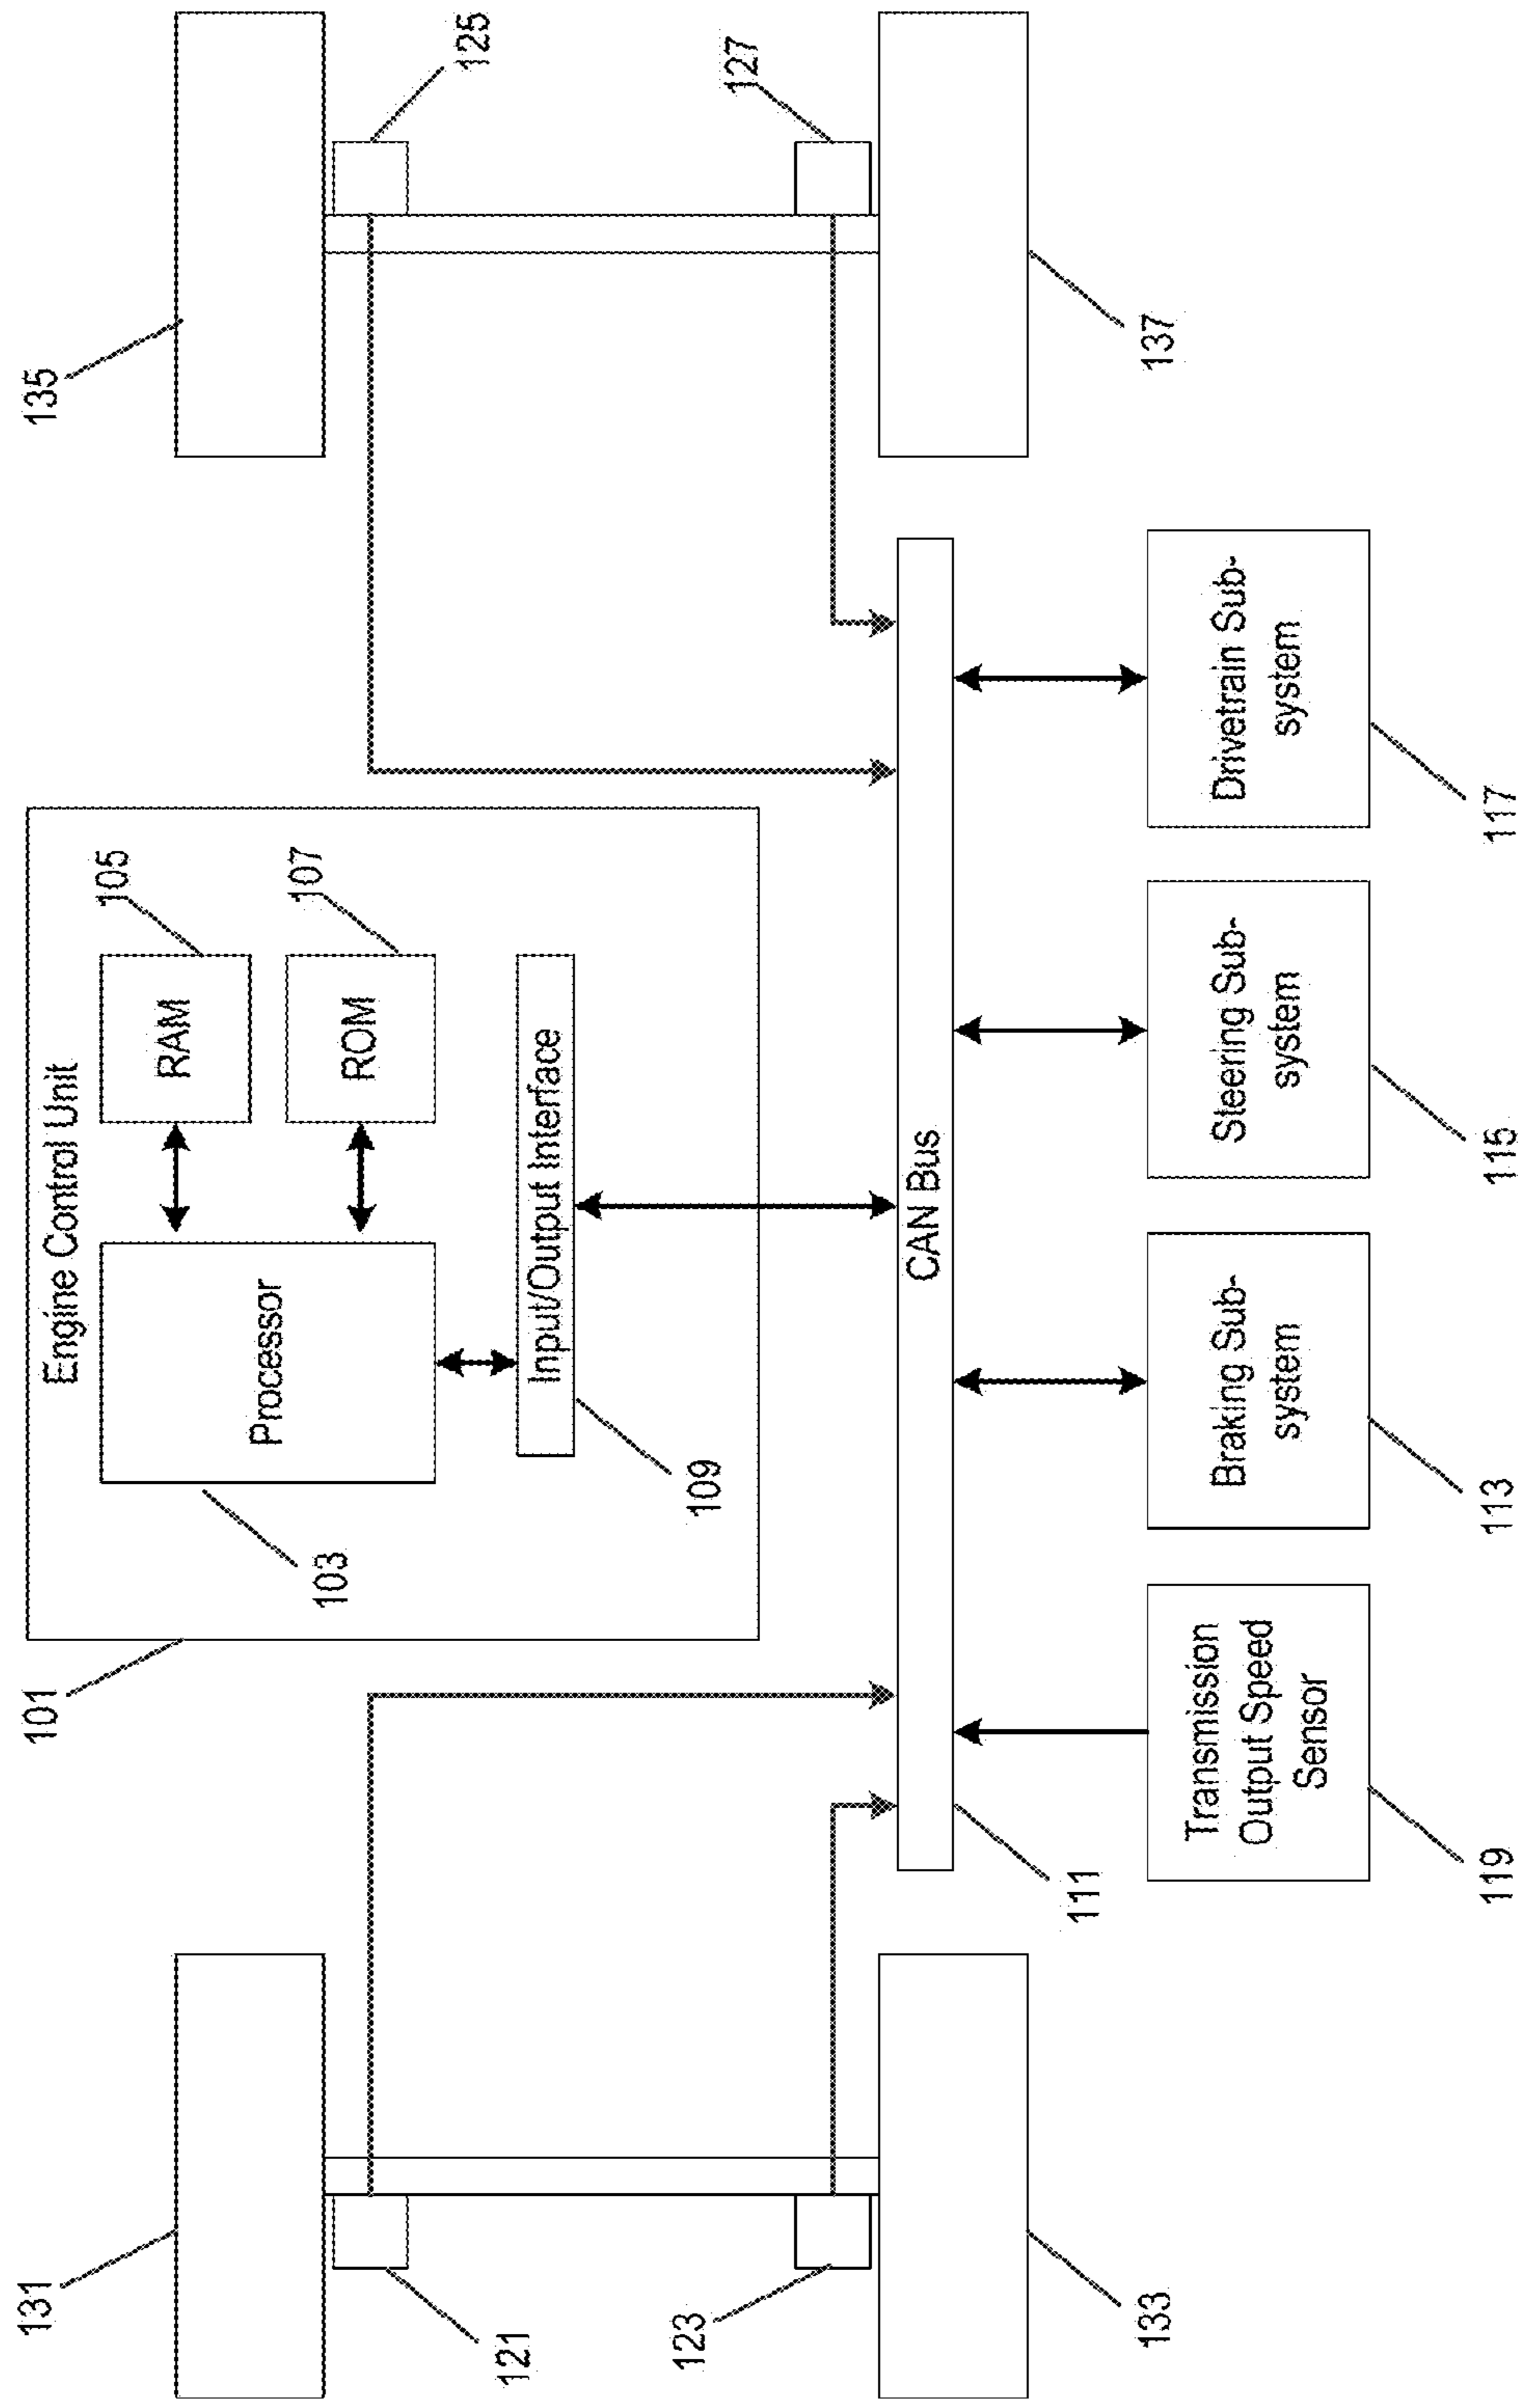 131
121
123
133
101
Engine Control Unit
103
Processor
RAM
105
ROM
107
Input/Output Interface
109
135
125
127
137
CAN Bus
111
Transmission
Output Speed
Sensor
119
Braking Sub-
system
113
Steering Sub-
system
115
Drivetrain Sub-
system
117